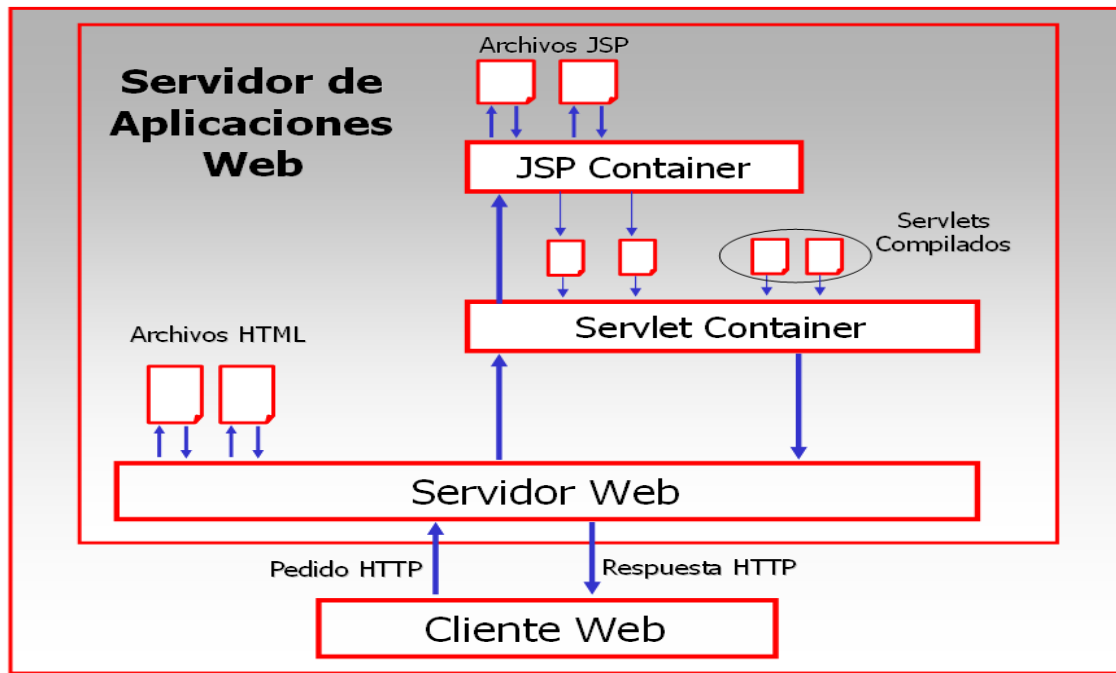 Archivos JSP
Servidor de
Aplicaciones
Web
JSP Container
Servlets
Compilados
Servlet Container
Archivos HTML
Servidor Web
Pedido HTTP
Respuesta HTTP
Cliente Web